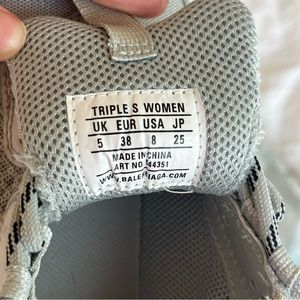 TRIPLE S WOMEN
UK EUR USA JP
5 38 8 25
MADE IN CHINA
ART NO 544351
WWW.BALENCIAGA.COM